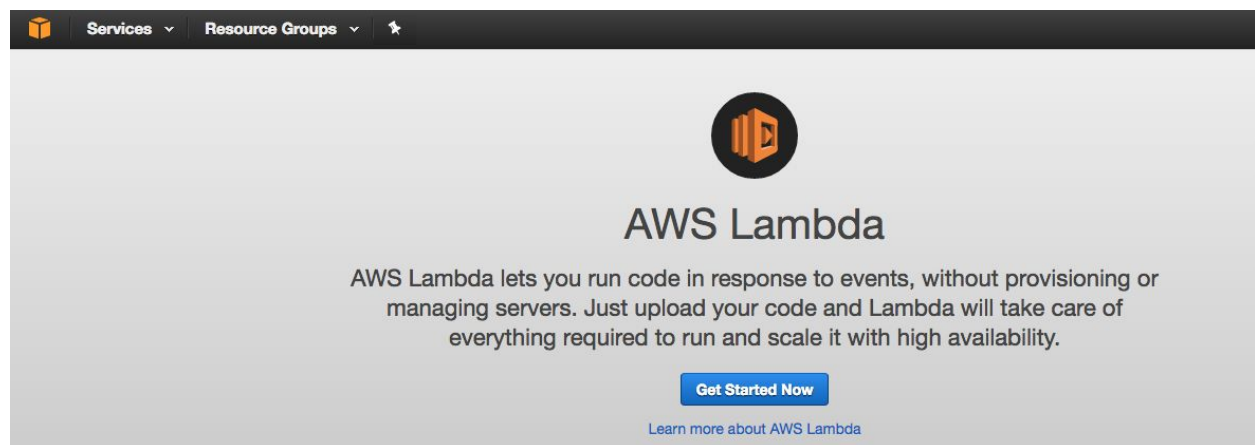 Services Resource Groups
AWS Lambda
AWS Lambda lets you run code in response to events, without provisioning or
managing servers. Just upload your code and Lambda will take care of
everything required to run and scale it with high availability.
Get Started Now
Learn more about AWS Lambda